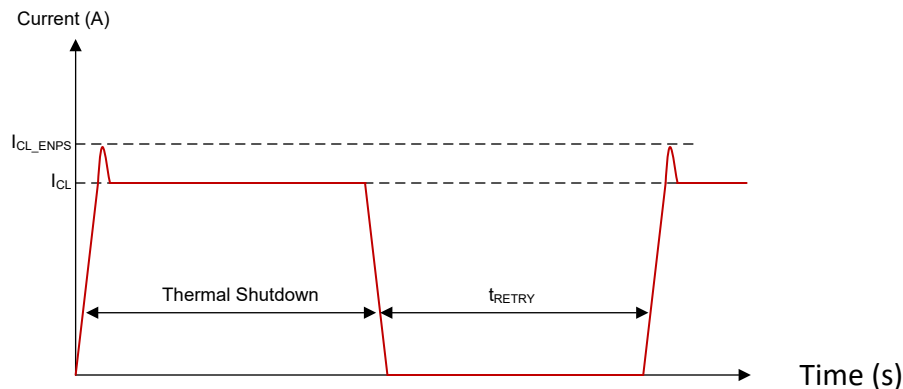 Current (A)
I_CL_ENPS
I_CL
Thermal Shutdown
t_RETRY
Time (s)